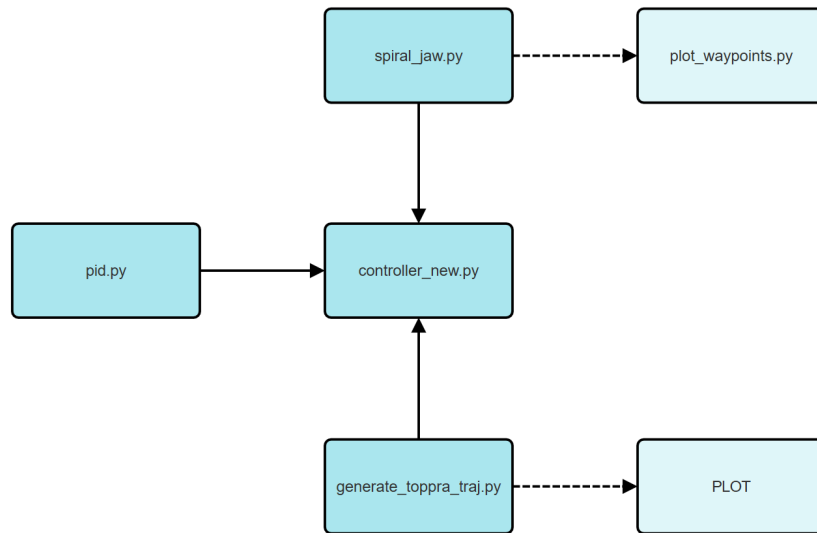 spiral_jaw.py
plot_waypoints.py
pid.py
controller_new.py
generate_toppra_traj.py
PLOT